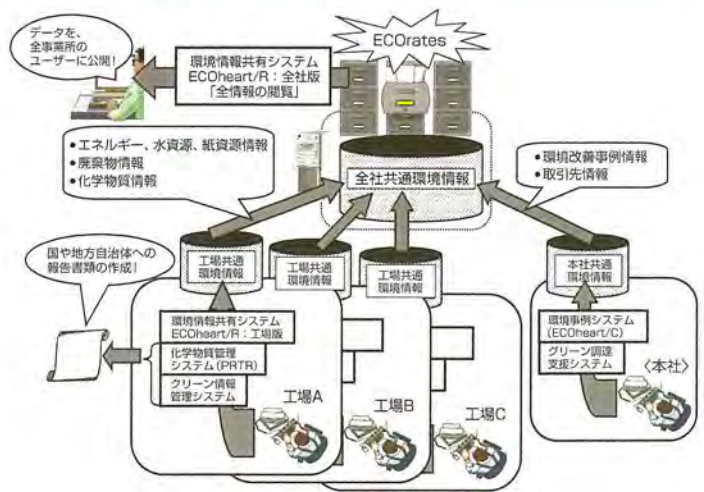 データを、
全事業所の
ユーザーに公開!
環境情報共有システム
ECOheart/R：全社版
「全情報の閲覧」
ECOrates
●エネルギー、水資源、紙資源情報
●廃棄物情報
●化学物質情報
全社共通環境情報
●環境改善事例情報
●取引先情報
国や地方自治体への
報告書類の作成!
工場共通
環境情報
工場共通
環境情報
工場共通
環境情報
本社共通
環境情報
環境情報共有システム
ECOheart/R：工場版
化学物質管理
システム(PRTR)
クリーン情報
管理システム
工場A
工場B
工場C
環境事例システム
(ECOheart/C)
グリーン調達
支援システム
〈本社〉